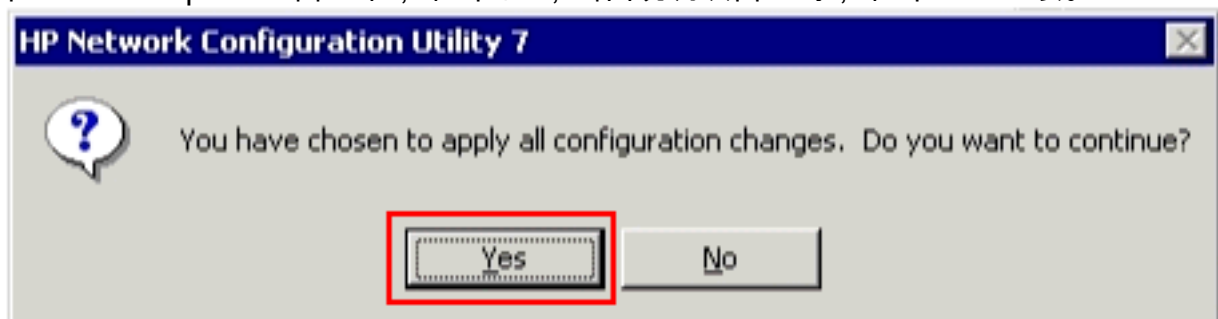 HP Network Configuration Utility 7
You have chosen to apply all configuration changes. Do you want to continue?
Yes
No